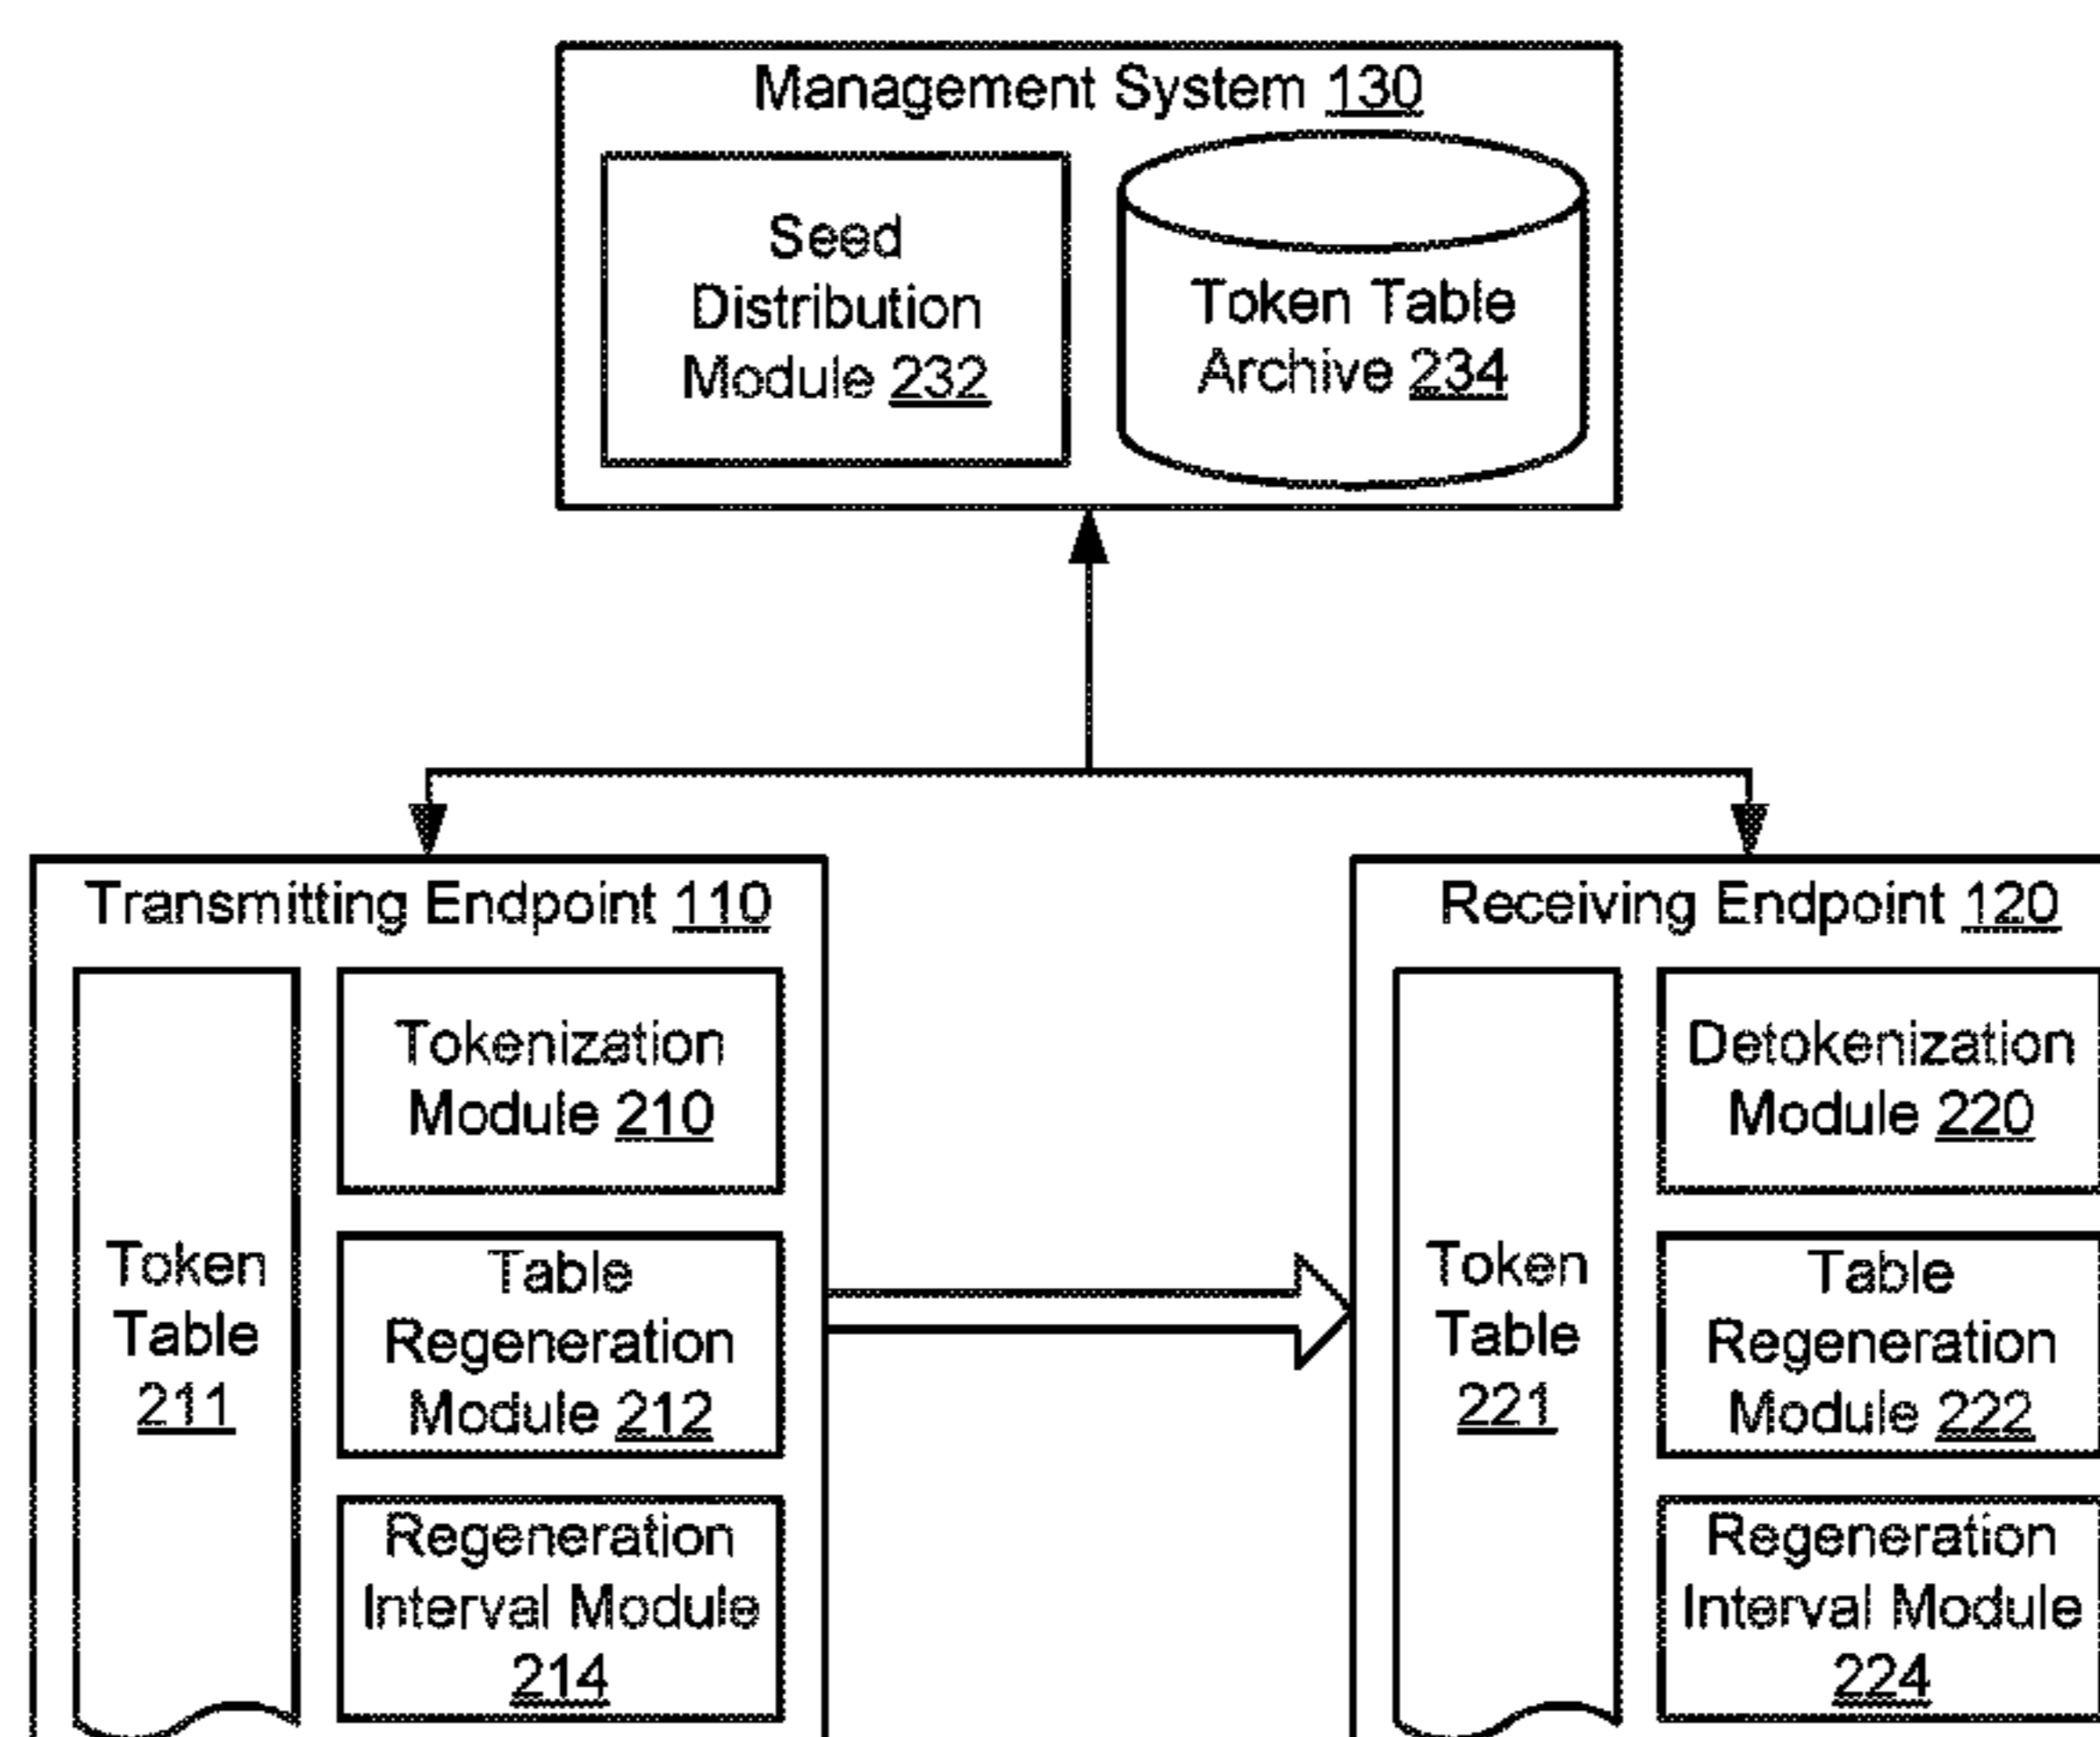 Management System 130
Seed
Distribution
Module 232
Token Table
Archive 234
Transmitting Endpoint 110
Token
Table
211
Tokenization
Module 210
Table
Regeneration
Module 212
Regeneration
Interval Module
214
Receiving Endpoint 120
Token
Table
221
Detokenization
Module 220
Table
Regeneration
Module 222
Regeneration
Interval Module
224